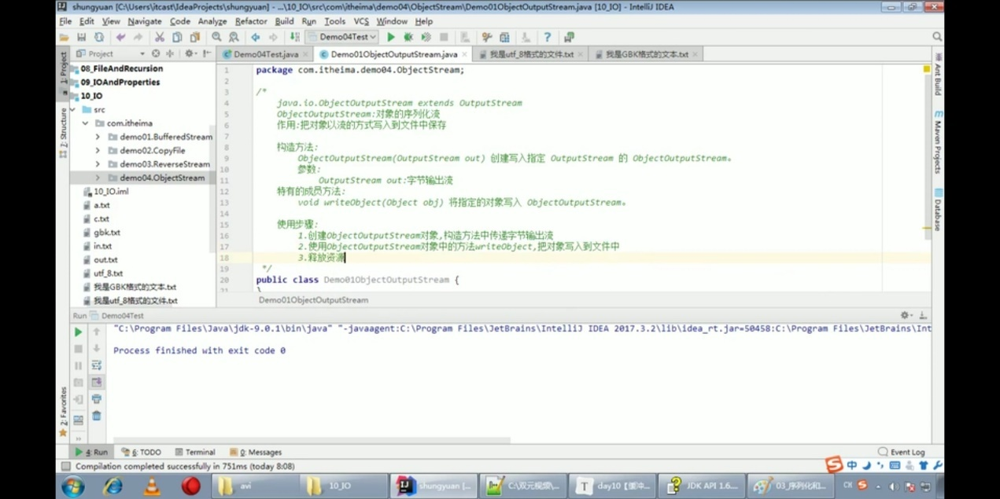 shungyuan [C:\Users\itcast\IdeaProjects\shungyuan] - ...\10_IO\src\com\itheima\demo04\ObjectStream\Demo01ObjectOutputStream.java [10_IO] - IntelliJ IDEA
File Edit View Navigate Code Analyze Refactor Build Run Tools VCS Window Help
Demo04Test
Project
Demo04Test.java
Demo01ObjectOutputStream.java
我是utf_8格式的文件.txt
我是GBK格式的文本.txt
1: Project
Z: Structure
2: Favorites
08_FileAndRecursion
09_IOAndProperties
10_IO
src
com.itheima
demo01.BufferedStream
demo02.CopyFile
demo03.ReverseStream
demo04.ObjectStream
10_IO.iml
a.txt
c.txt
gbk.txt
in.txt
out.txt
utf_8.txt
我是GBK格式的文本.txt
我是utf_8格式的文件.txt
1 package com.itheima.demo04.ObjectStream;
2
3 /*
4 java.io.ObjectOutputStream extends OutputStream
5 ObjectOutputStream:对象的序列化流
6 作用:把对象以流的方式写入到文件中保存
7
8 构造方法:
9 ObjectOutputStream(OutputStream out) 创建写入指定 OutputStream 的 ObjectOutputStream。
10 参数:
11 OutputStream out:字节输出流
12 特有的成员方法:
13 void writeObject(Object obj) 将指定的对象写入 ObjectOutputStream。
14
15 使用步骤:
16 1.创建ObjectOutputStream对象,构造方法中传递字节输出流
17 2.使用ObjectOutputStream对象中的方法writeObject,把对象写入到文件中
18 3.释放资源
19 */
20 public class Demo01ObjectOutputStream {
21 }
Demo01ObjectOutputStream
Ant Build
Maven Projects
Database
Run Demo04Test
"C:\Program Files\Java\jdk-9.0.1\bin\java" "-javaagent:C:\Program Files\JetBrains\IntelliJ IDEA 2017.3.2\lib\idea_rt.jar=50458:C:\Program Files\JetBrains\Int
Process finished with exit code 0
4: Run 6: TODO Terminal 0: Messages Event Log
Compilation completed successfully in 751ms (today 8:08)
中
avi
10_IO
shungyuan [...
C:\双元视频\...
day10【缓冲...
JDK API 1.6...
03_序列化和...
CH